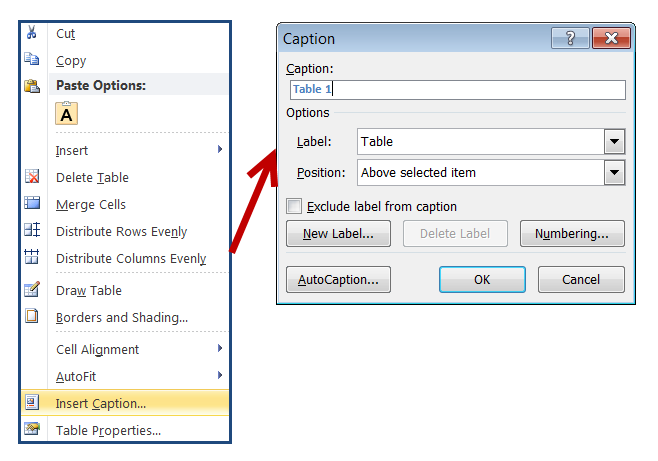 Cut
Copy
Paste Options:
A
Insert
Delete Table
Merge Cells
Distribute Rows Evenly
Distribute Columns Evenly
Draw Table
Borders and Shading...
Cell Alignment
AutoFit
Insert Caption...
Table Properties...
Caption
?
Caption:
Table 1
Options
Label: Table
Position: Above selected item
Exclude label from caption
New Label... Delete Label Numbering...
AutoCaption... OK Cancel